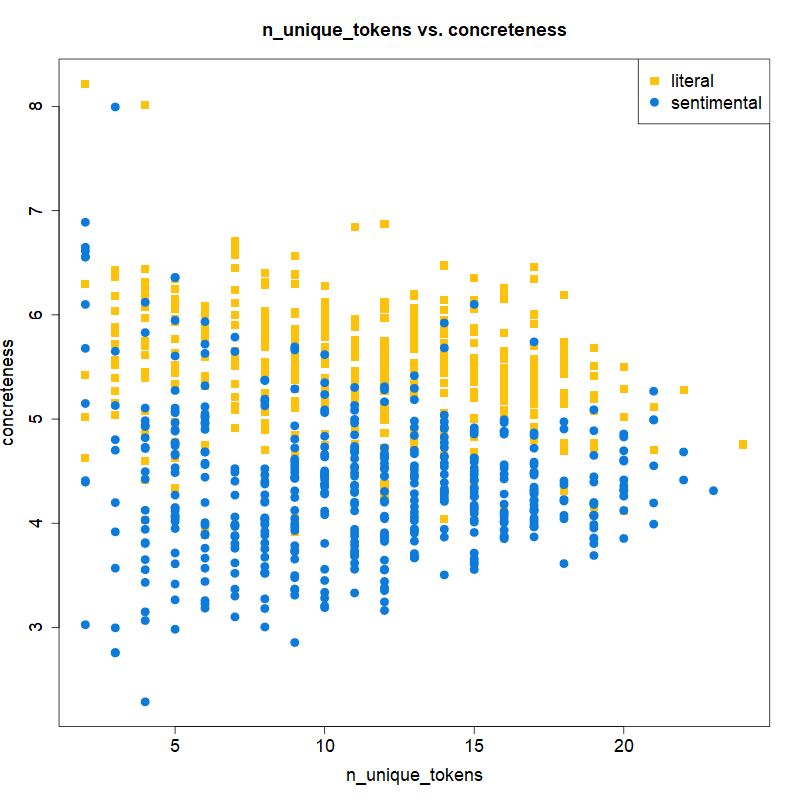 n_unique_tokens vs. concreteness
literal
sentimental
8
7
6
5
4
3
concreteness
5
10
15
20
n_unique_tokens